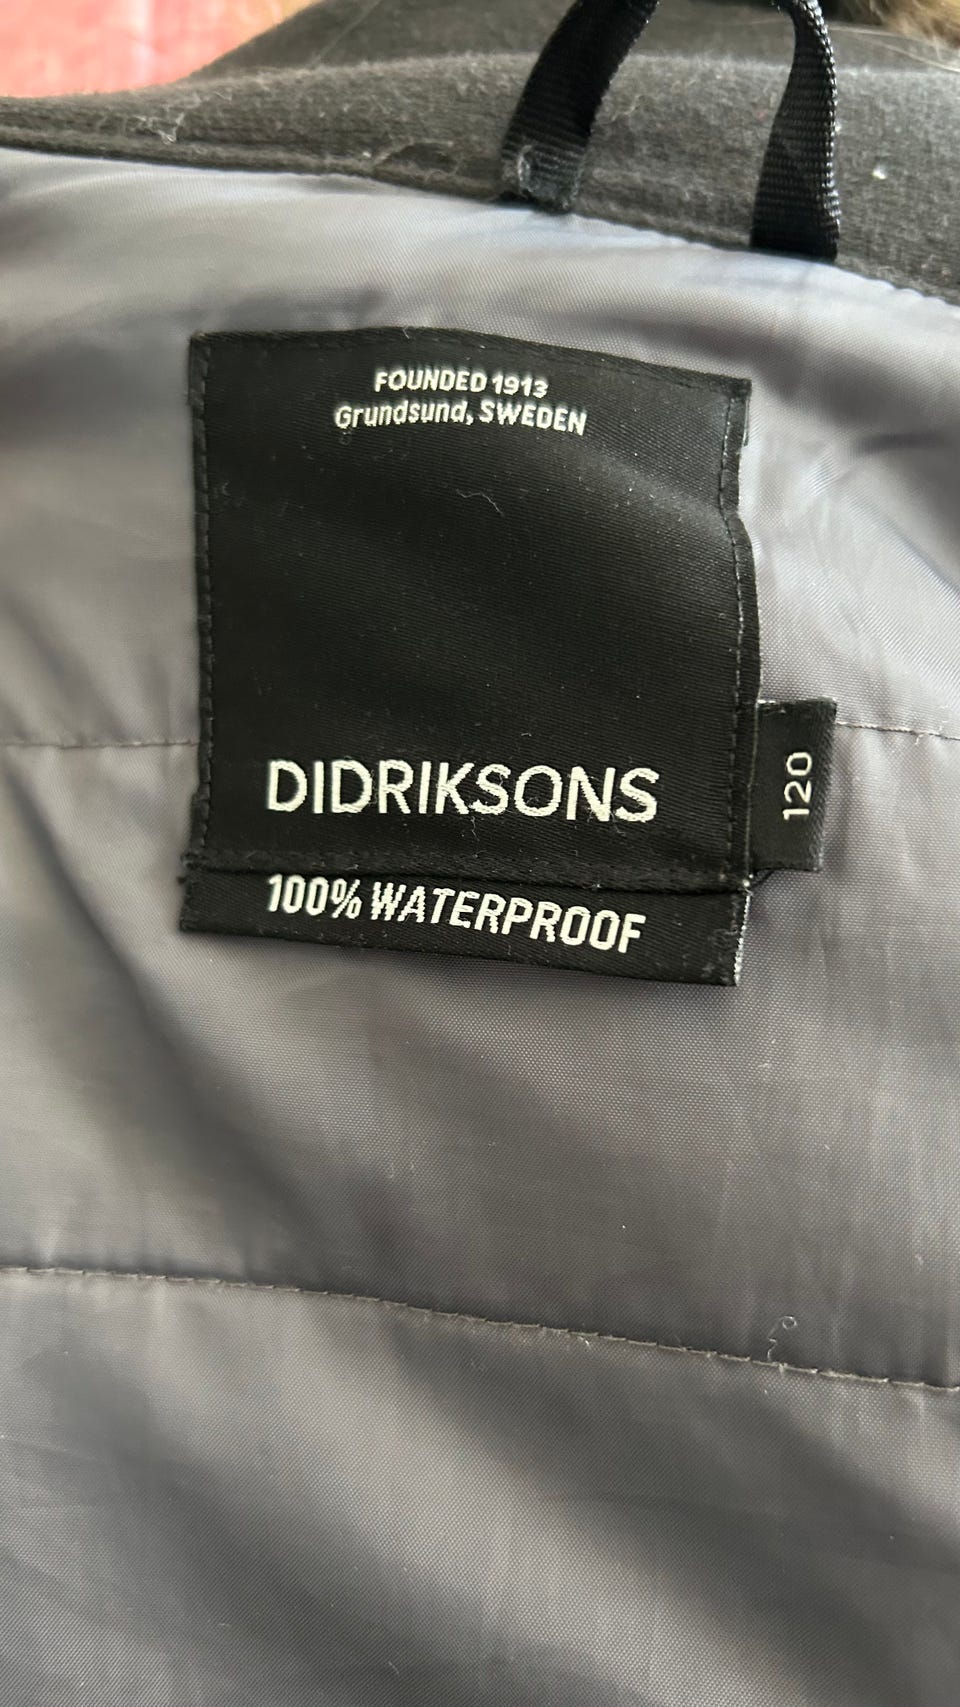 FOUNDED 1913
Grundsund, SWEDEN
DIDRIKSONS
100% WATERPROOF
120